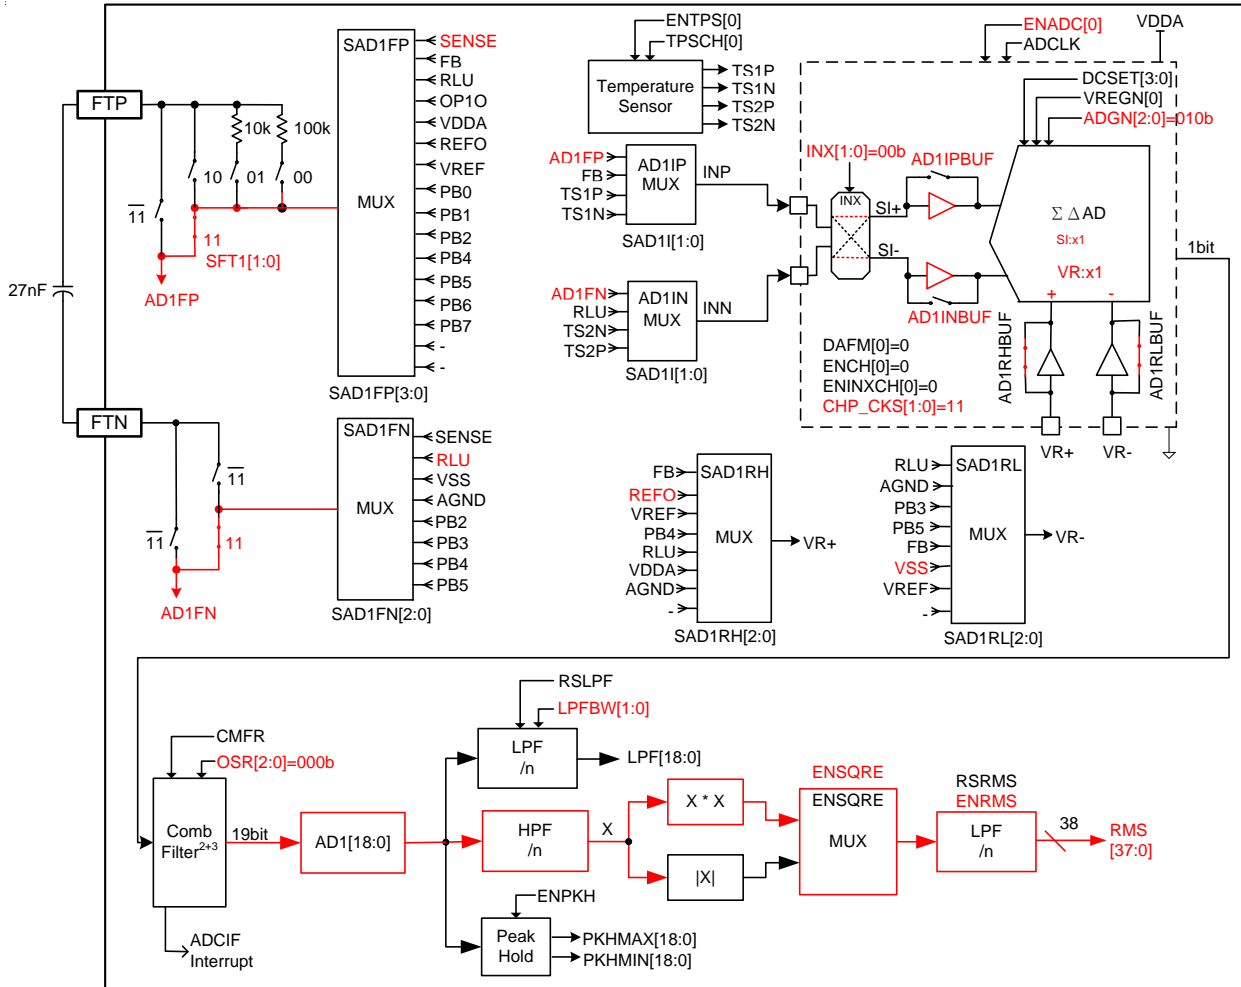 FTP
27nF
FTN
10k
100k
10
01
00
11
11
SFT1[1:0]
AD1FP
SAD1FP
MUX
SENSE
FB
RLU
OP1O
VDDA
REFO
VREF
PB0
PB1
PB2
PB4
PB5
PB6
PB7
-
-
SAD1FP[3:0]
11
11
11
AD1FN
SAD1FN
MUX
SENSE
RLU
VSS
AGND
PB2
PB3
PB4
PB5
SAD1FN[2:0]
ENTPS[0]
TPSCH[0]
Temperature
Sensor
TS1P
TS1N
TS2P
TS2N
AD1FP
FB
TS1P
TS1N
AD1IP
MUX
INP
SAD1I[1:0]
AD1FN
RLU
TS2N
TS2P
AD1IN
MUX
INN
SAD1I[1:0]
ENADC[0]
ADCLK
VDDA
DCSET[3:0]
VREGN[0]
ADGN[2:0]=010b
INX[1:0]=00b
INX
SI+
SI-
AD1IPBUF
AD1INBUF
Σ ΔAD
SI:x1
VR:x1
+
-
1bit
DAFM[0]=0
ENCH[0]=0
ENINXCH[0]=0
CHP_CKS[1:0]=11
AD1RHBUF
AD1RLBUF
VR+
VR-
FB
REFO
VREF
PB4
RLU
VDDA
AGND
-
SAD1RH
MUX
VR+
SAD1RH[2:0]
RLU
AGND
PB3
PB5
FB
VSS
VREF
-
SAD1RL
MUX
VR-
SAD1RL[2:0]
CMFR
OSR[2:0]=000b
Comb
Filter2+3
19bit
ADCIF
Interrupt
AD1[18:0]
RSLPF
LPFBW[1:0]
LPF
/n
LPF[18:0]
HPF
/n
X
X * X
|X|
ENPKH
Peak
Hold
PKHMAX[18:0]
PKHMIN[18:0]
ENSQRE
ENSQRE
MUX
RSRMS
ENRMS
LPF
/n
38
RMS
[37:0]